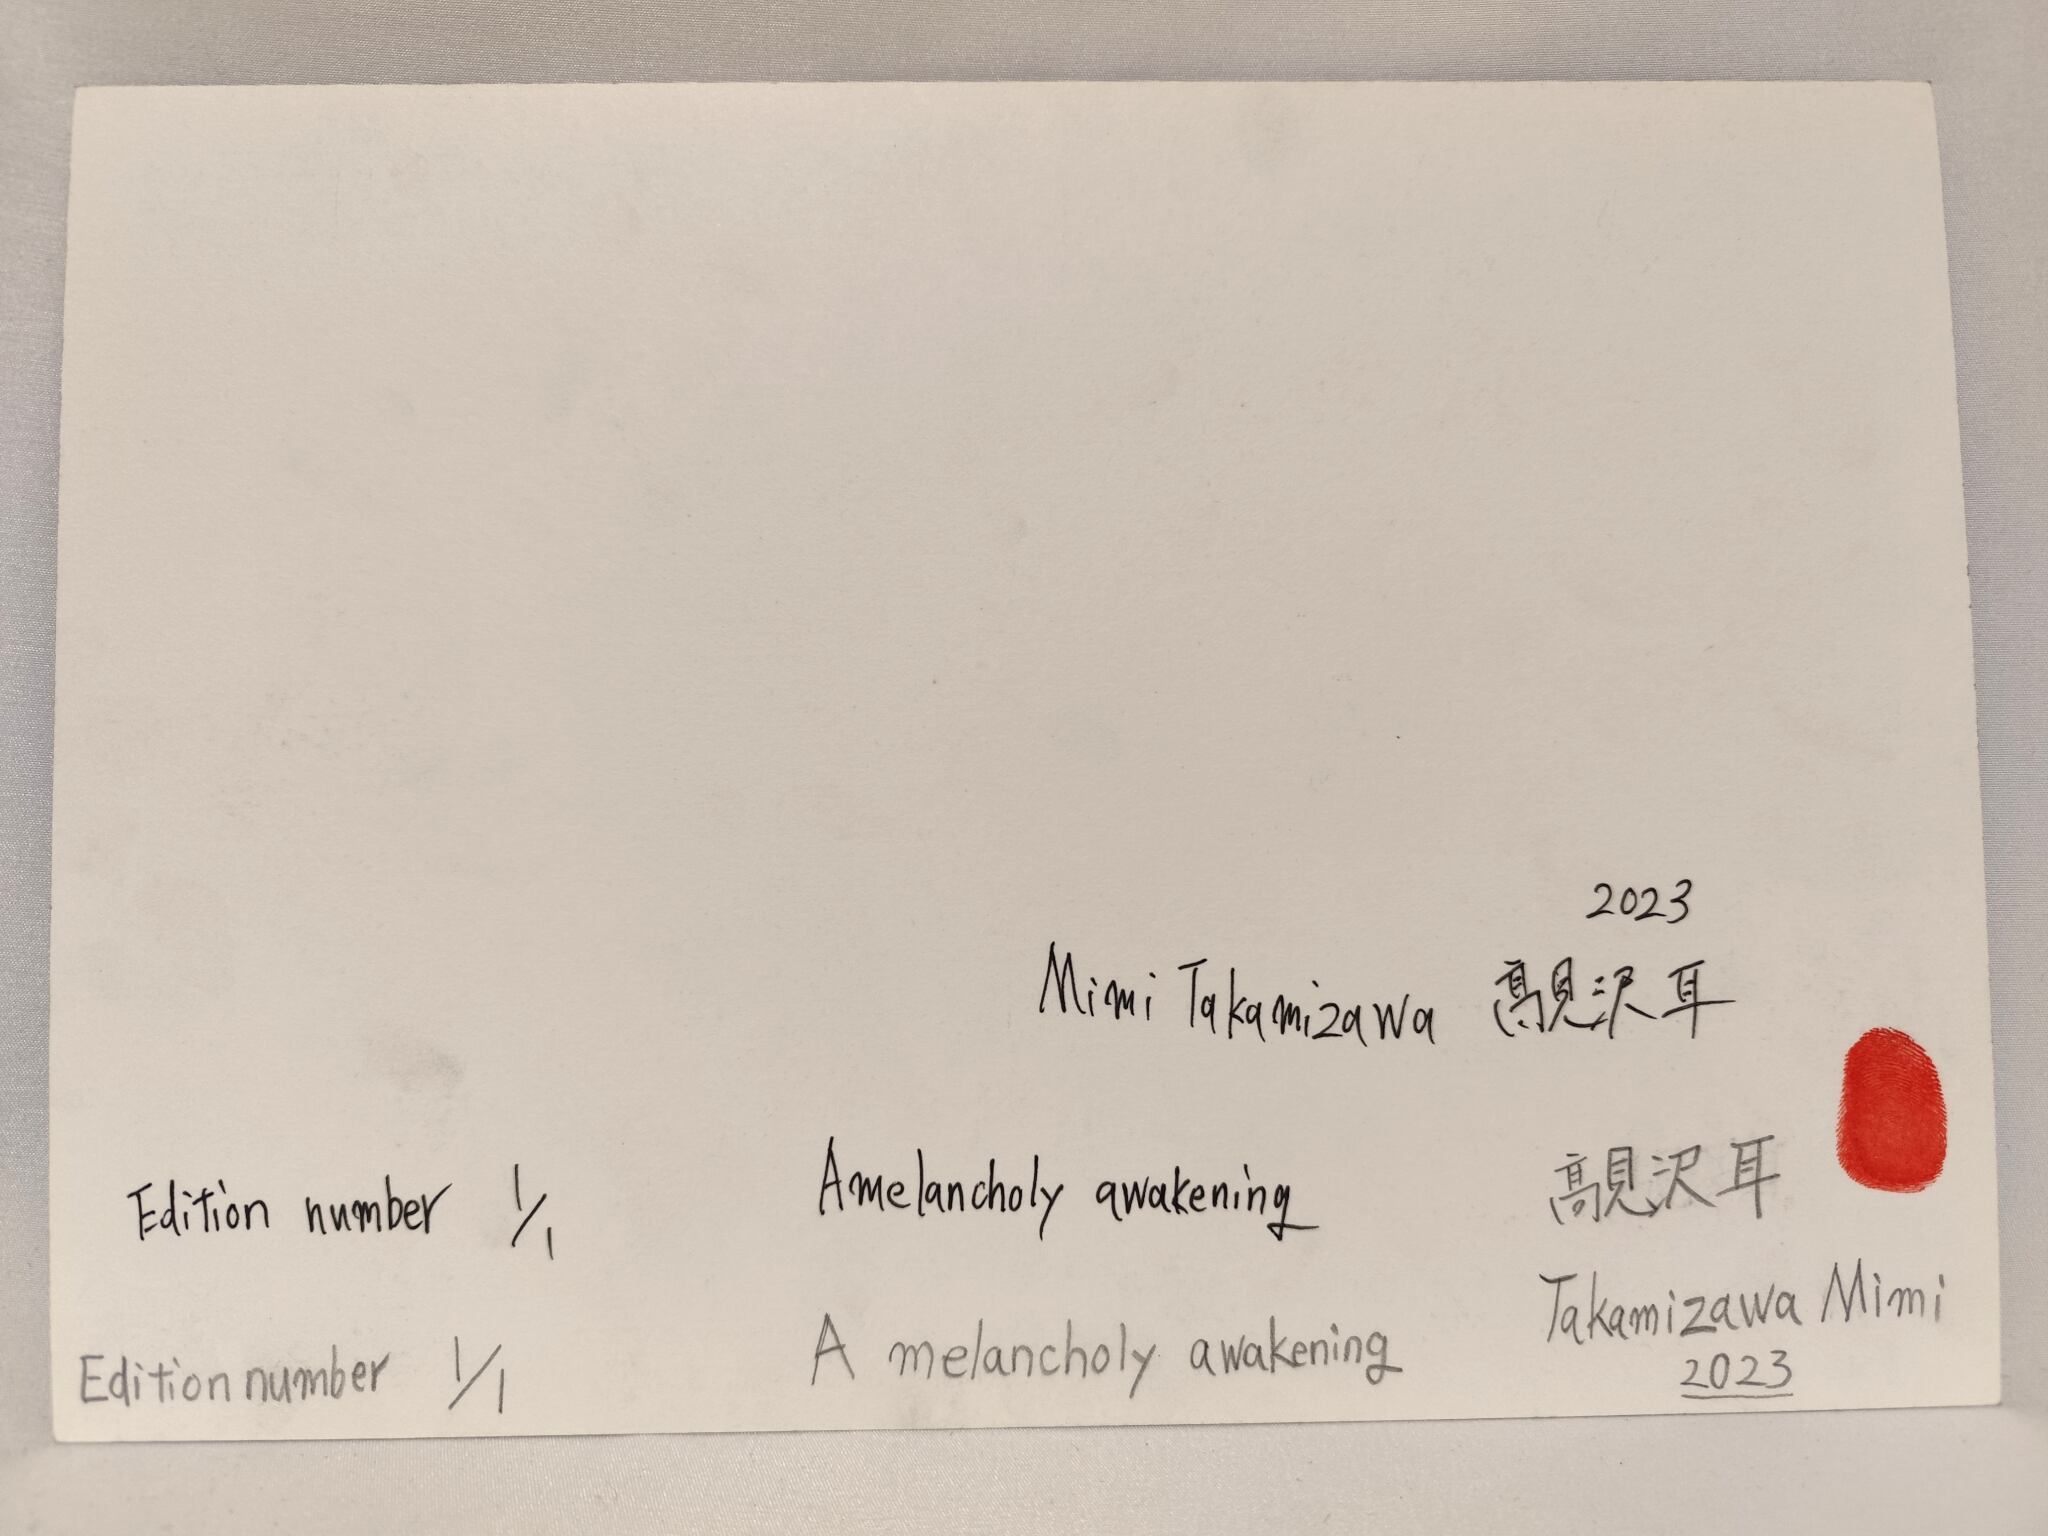 2023
Mimi Takamizawa 高見沢耳
Edition number 1/1 A melancholy awakening 高見沢耳
Edition number 1/1 A melancholy awakening Takamizawa Mimi
2023